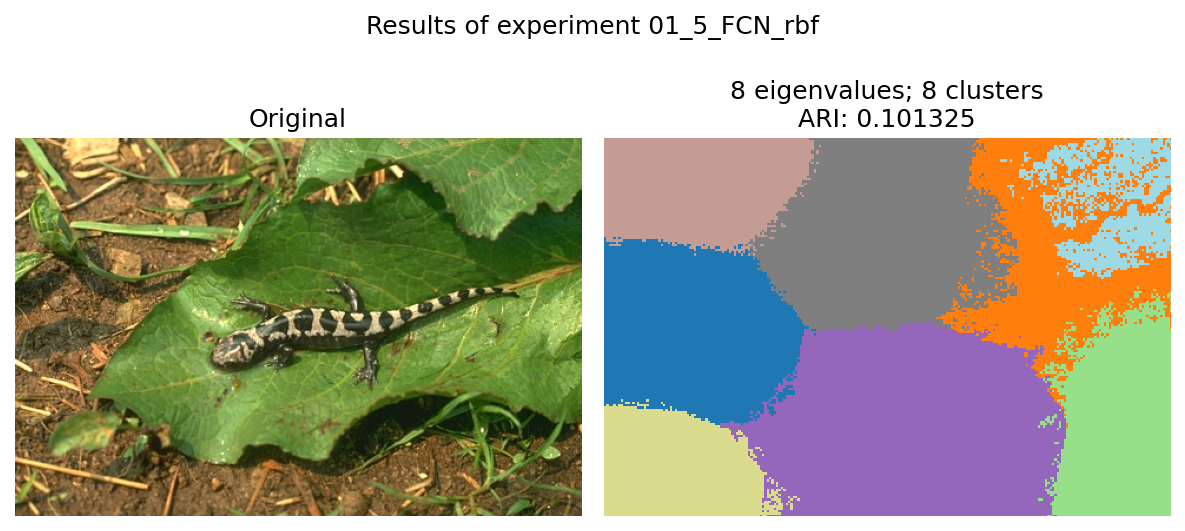 Results of experiment 01_5_FCN_rbf
Original
8 eigenvalues; 8 clusters
ARI: 0.101325